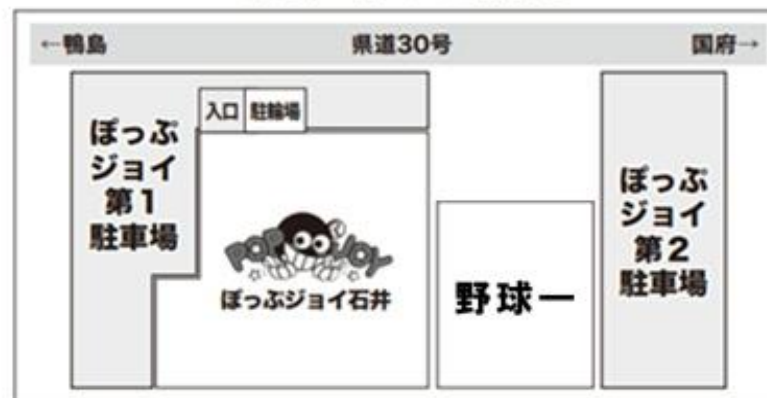 ←鴨島
県道30号
国府→
入口
駐輪場
ぽっぷ
ジョイ
第1
駐車場
POP JOY
ぽっぷジョイ石井
野球一
ぽっぷ
ジョイ
第2
駐車場